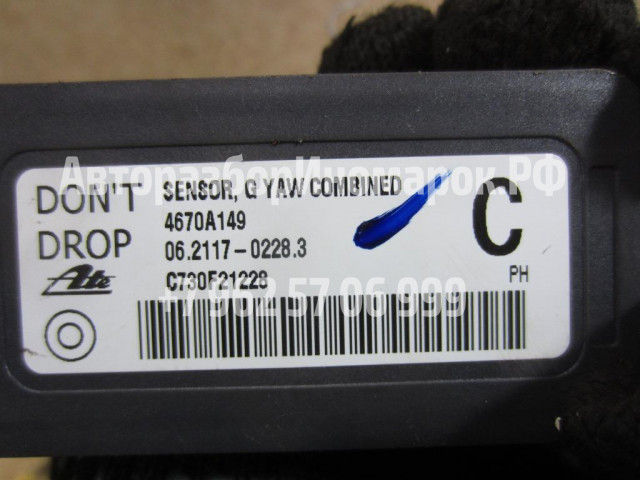 DON'T
DROP
Ate
SENSOR, G YAW COMBINED
4670A149
06.2117-0228.3
C730F21228
C
PH
АвторазборИномарок.РФ
+7 962 57 06 999